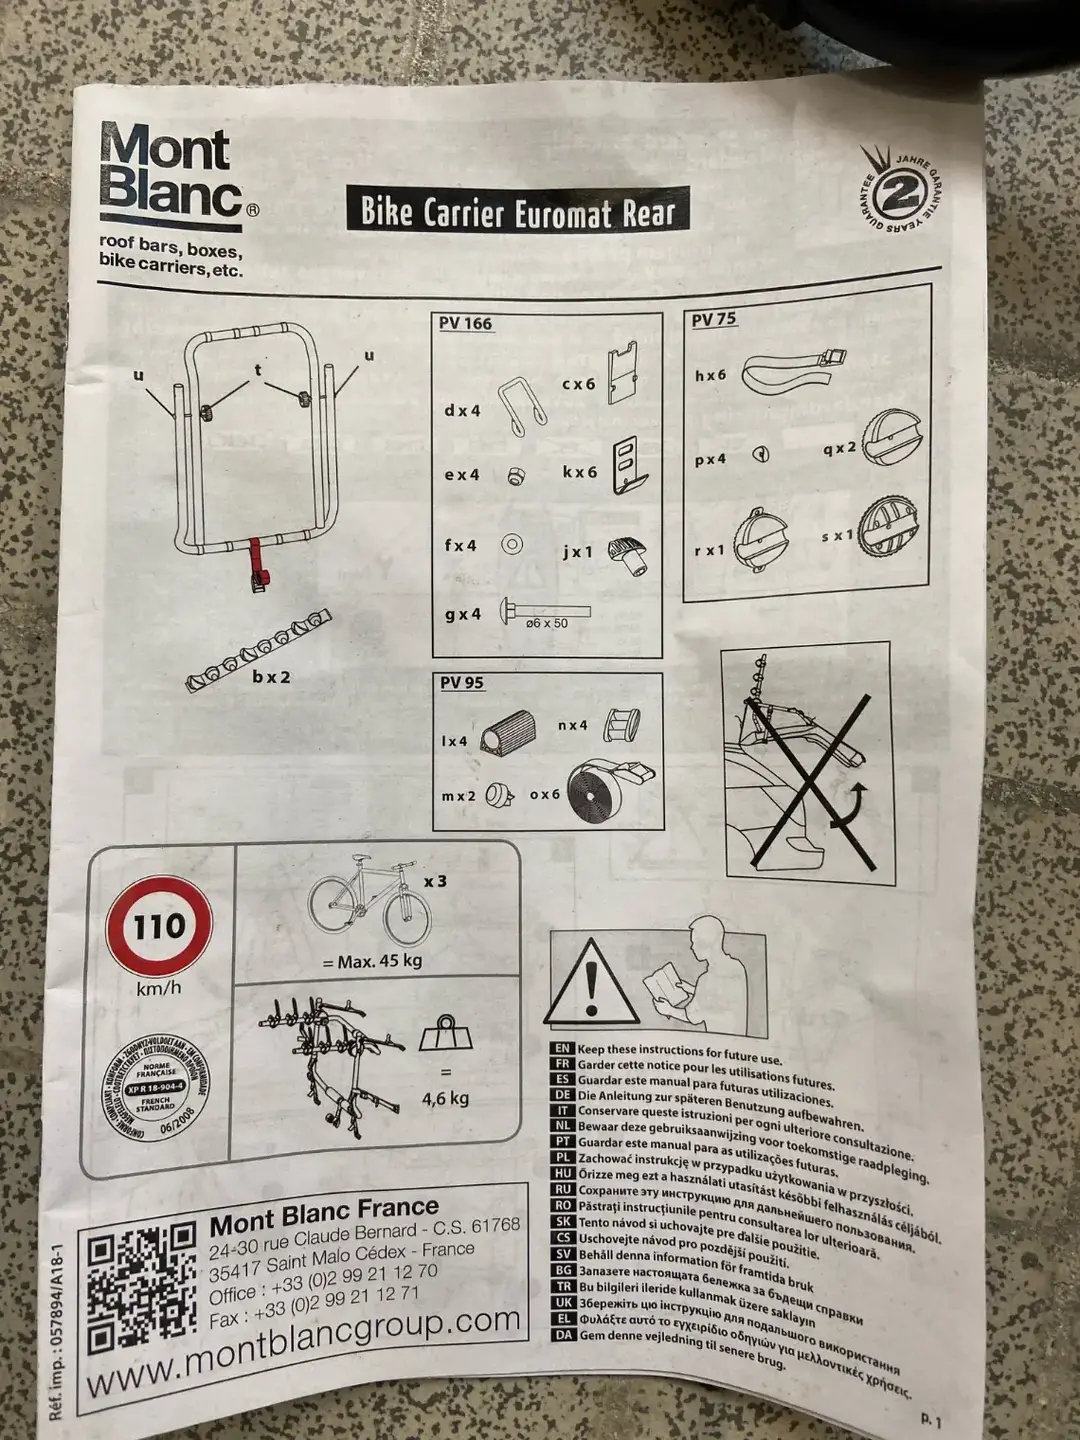 Mont
Blanc®
roof bars, boxes,
bike carriers, etc.
Bike Carrier Euromat Rear
JAHRE GARANTIE YEARS GUARANTEE
2
u
t
u
b x 2
PV 166
c x 6
d x 4
e x 4
k x 6
f x 4
j x 1
g x 4
ø6 x 50
PV 75
h x 6
p x 4
q x 2
r x 1
s x 1
PV 95
l x 4
n x 4
m x 2
o x 6
110
km/h
x 3
= Max. 45 kg
=
4,6 kg
NORME
FRANÇAISE
XP R 18-904-4
FRENCH
STANDARD
06/2008
EN Keep these instructions for future use.
FR Garder cette notice pour les utilisations futures.
ES Guardar este manual para futuras utilizaciones.
DE Die Anleitung zur späteren Benutzung aufbewahren.
IT Conservare queste istruzioni per ogni ulteriore consultazione.
NL Bewaar deze gebruiksaanwijzing voor toekomstige raadpleging.
PT Guardar este manual para as utilizações futuras.
PL Zachować instrukcję w przypadku użytkowania w przyszłości.
HU Őrizze meg ezt a használati utasítást későbbi felhasználás céljából.
RU Сохраните эту инструкцию для дальнейшего пользования.
RO Păstrați instrucțiunile pentru consultarea lor ulterioară.
SK Tento návod si uchovajte pre ďalšie použitie.
CS Uschovejte návod pro pozdější použití.
SV Behåll denna information för framtida bruk
BG Запазете настоящата бележка за бъдещи справки
TR Bu bilgileri ileride kullanmak üzere saklayın
UK Збережіть цю інструкцію для подальшого використання
EL Φυλάξτε αυτό το εγχειρίδιο οδηγιών για μελλοντικές χρήσεις.
DA Gem denne vejledning til senere brug.
Mont Blanc France
24-30 rue Claude Bernard - C.S. 61768
35417 Saint Malo Cédex - France
Office : +33 (0)2 99 21 12 70
Fax : +33 (0)2 99 21 12 71
www.montblancgroup.com
Réf. imp. : 057894/A18-1
p. 1